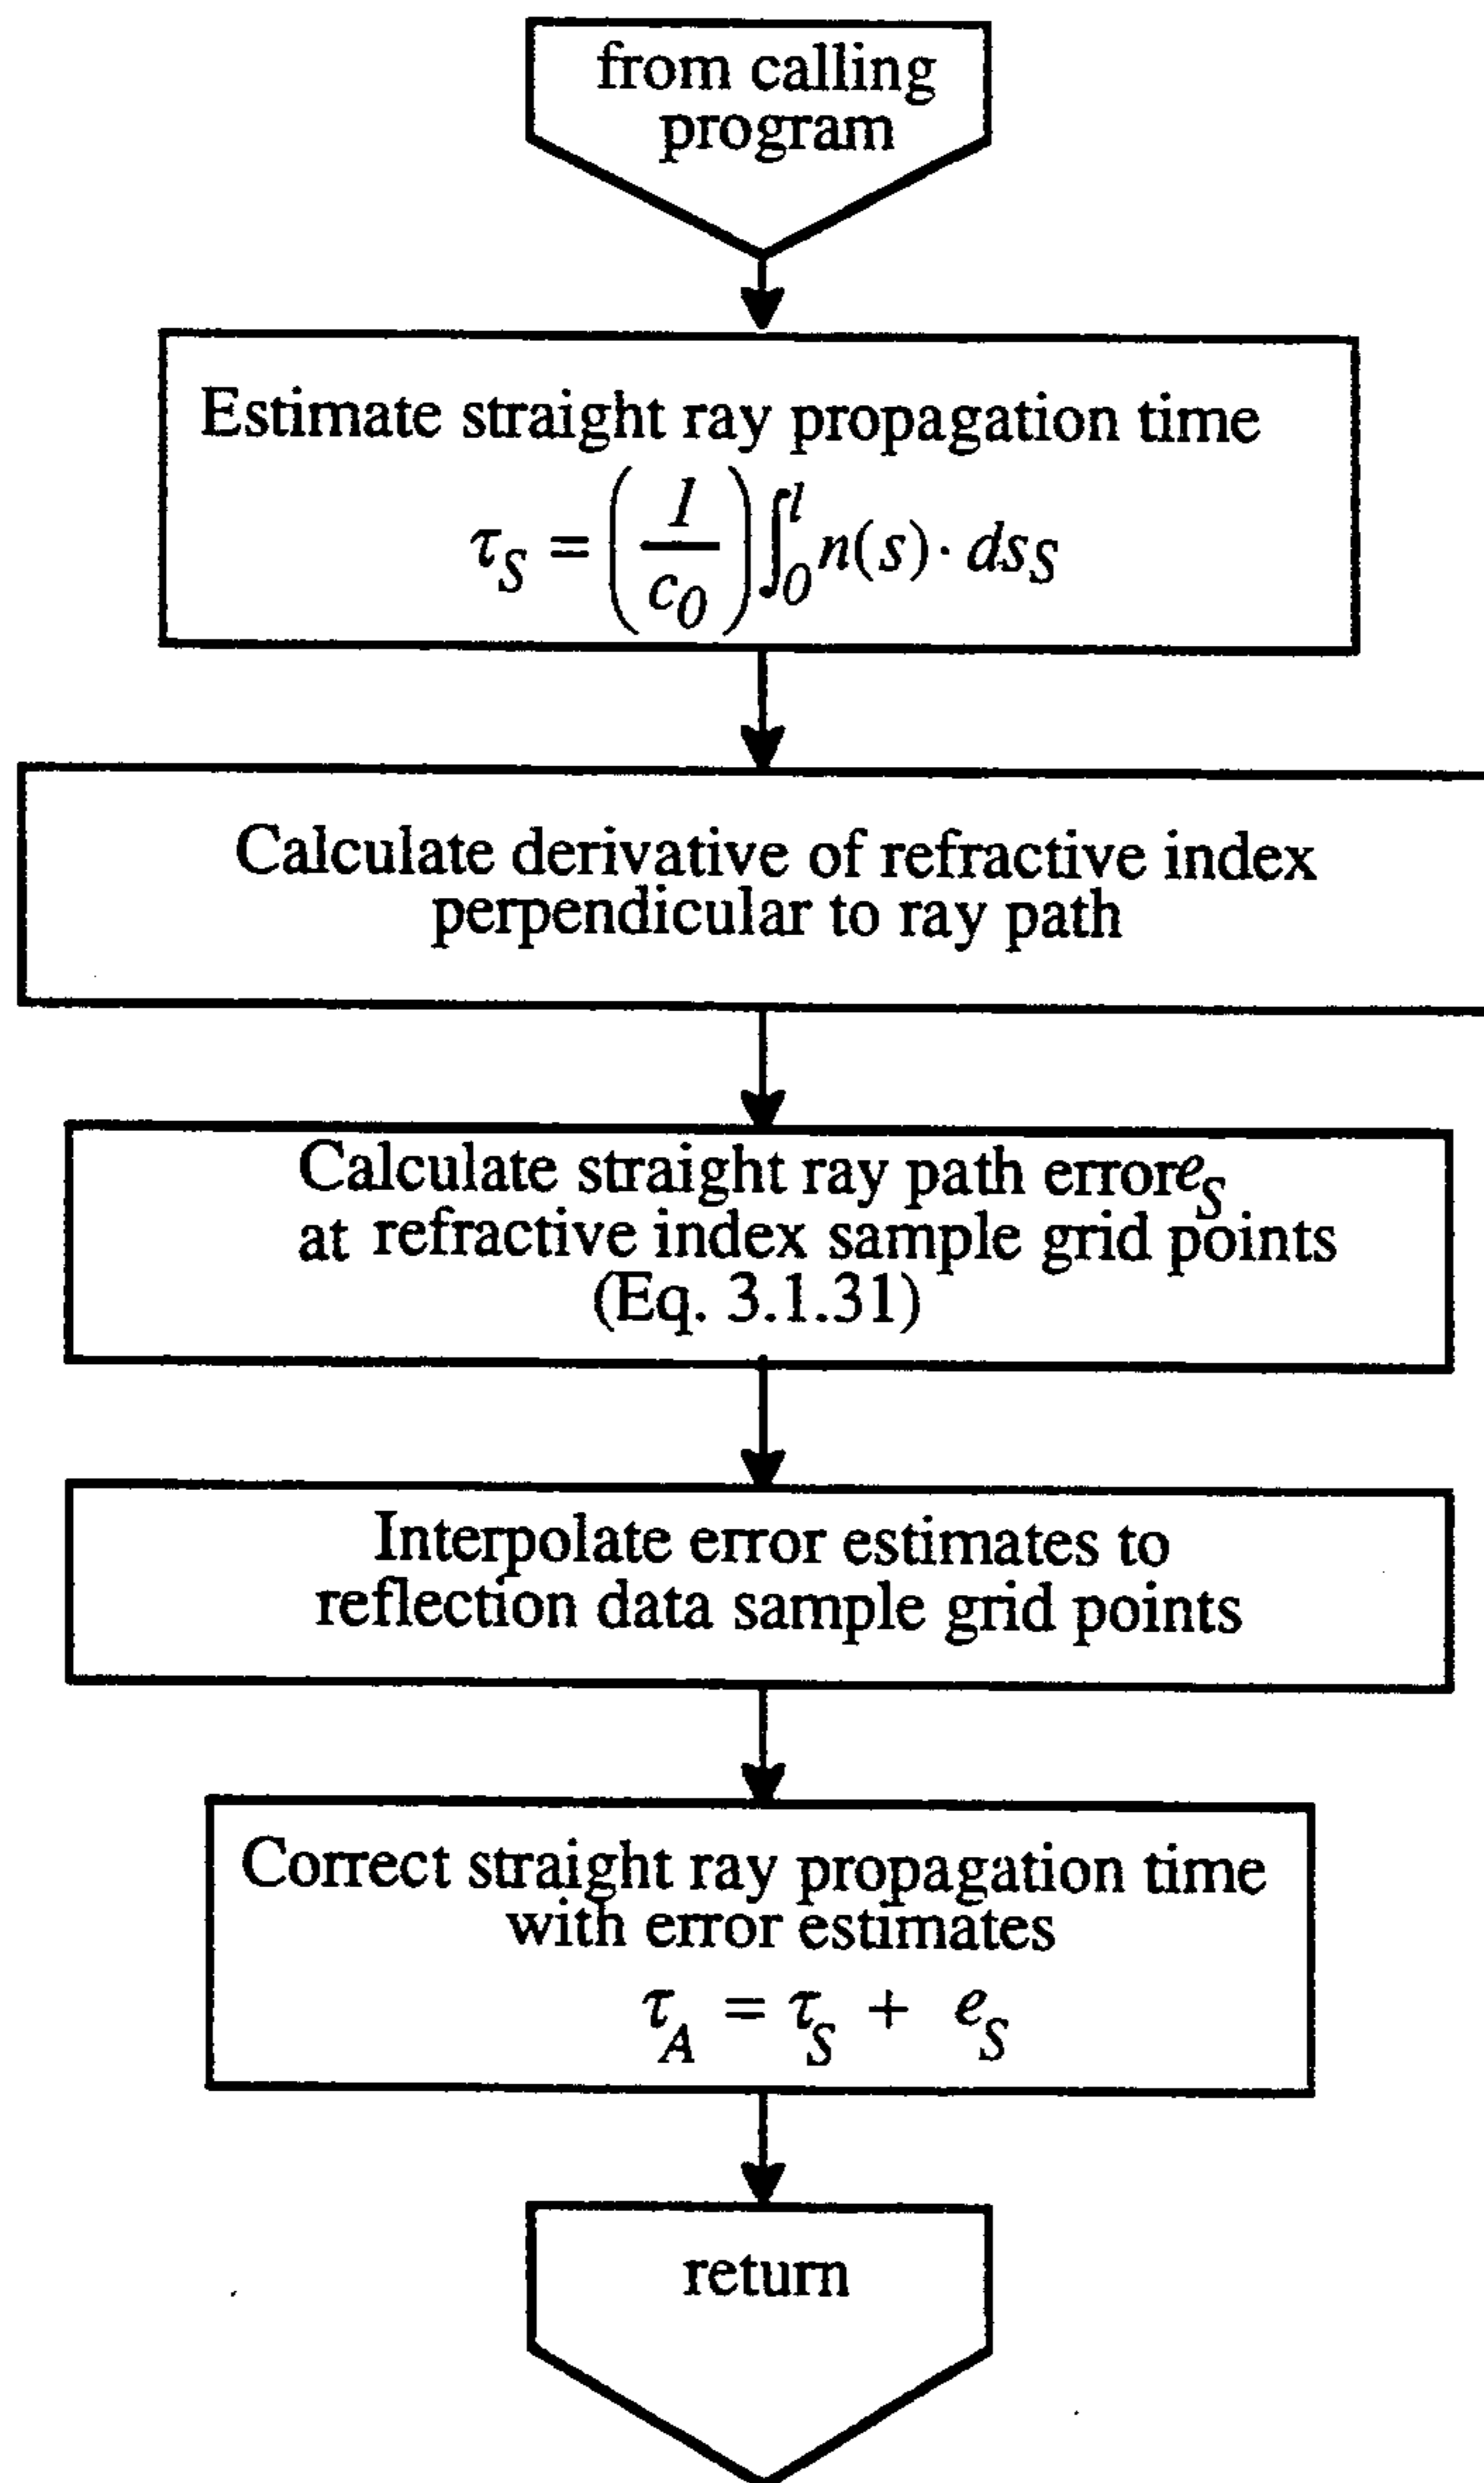 from calling
program
Estimate straight ray propagation time
τ_S = (1/c_0) ∫_0^l n(s) · ds_S
Calculate derivative of refractive index
perpendicular to ray path
Calculate straight ray path error e_S
at refractive index sample grid points
(Eq. 3.1.31)
Interpolate error estimates to
reflection data sample grid points
Correct straight ray propagation time
with error estimates
τ_A = τ_S + e_S
return